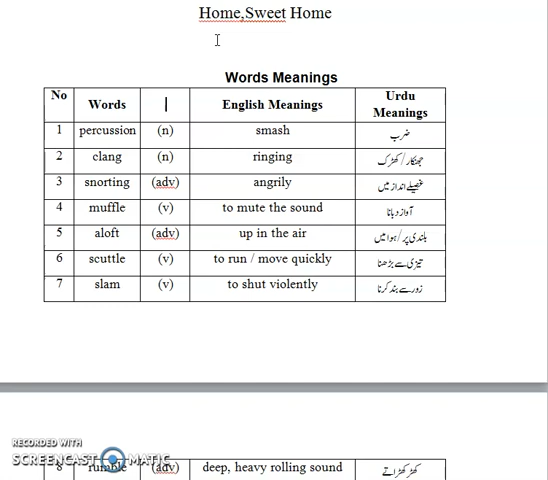 Home,Sweet Home
Words Meanings
No Words English Meanings Urdu Meanings
1 percussion (n) smash ضرب
2 clang (n) ringing جھنکار/کھڑک
3 snorting (adv) angrily غصیلے انداز میں
4 muffle (v) to mute the sound آواز دبانا
5 aloft (adv) up in the air بلندی پر/ہوا میں
6 scuttle (v) to run / move quickly تیزی سے بڑھنا
7 slam (v) to shut violently زور سے بند کرنا
RECORDED WITH
SCREENCAST MATIC
8 rumble (adv) deep, heavy rolling sound کھڑکھڑاتے